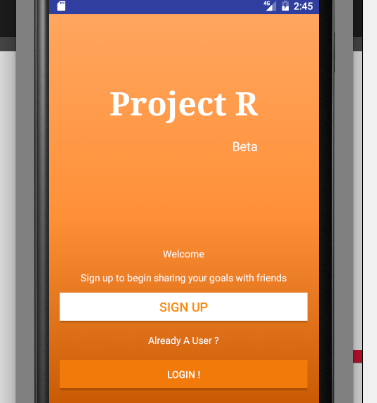 4G 2:45
Project R
Beta
Welcome
Sign up to begin sharing your goals with friends
SIGN UP
Already A User ?
LOGIN !